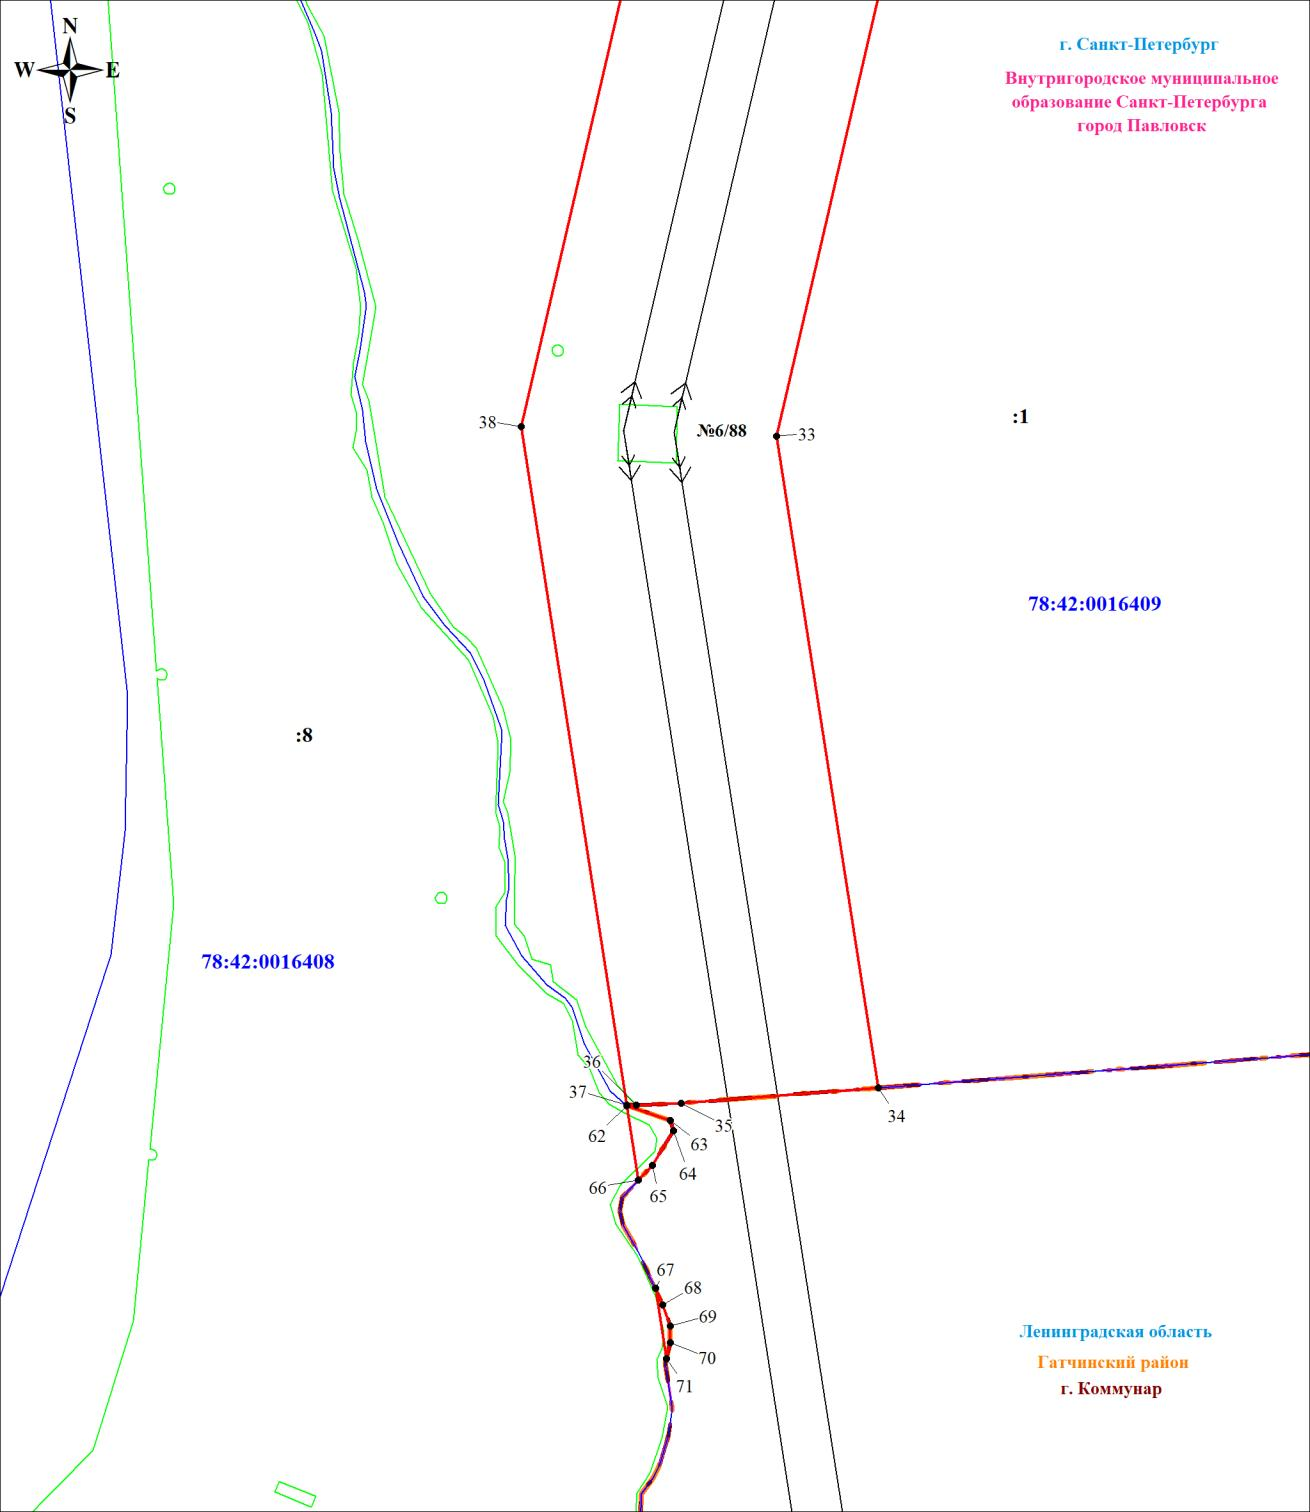 N
W E
S
г. Санкт-Петербург
Внутригородское муниципальное
образование Санкт-Петербурга
город Павловск
38
№6/88
33
:1
78:42:0016409
:8
78:42:0016408
36
37
62
35
63
64
34
66
65
67
68
69
70
71
Ленинградская область
Гатчинский район
г. Коммунар